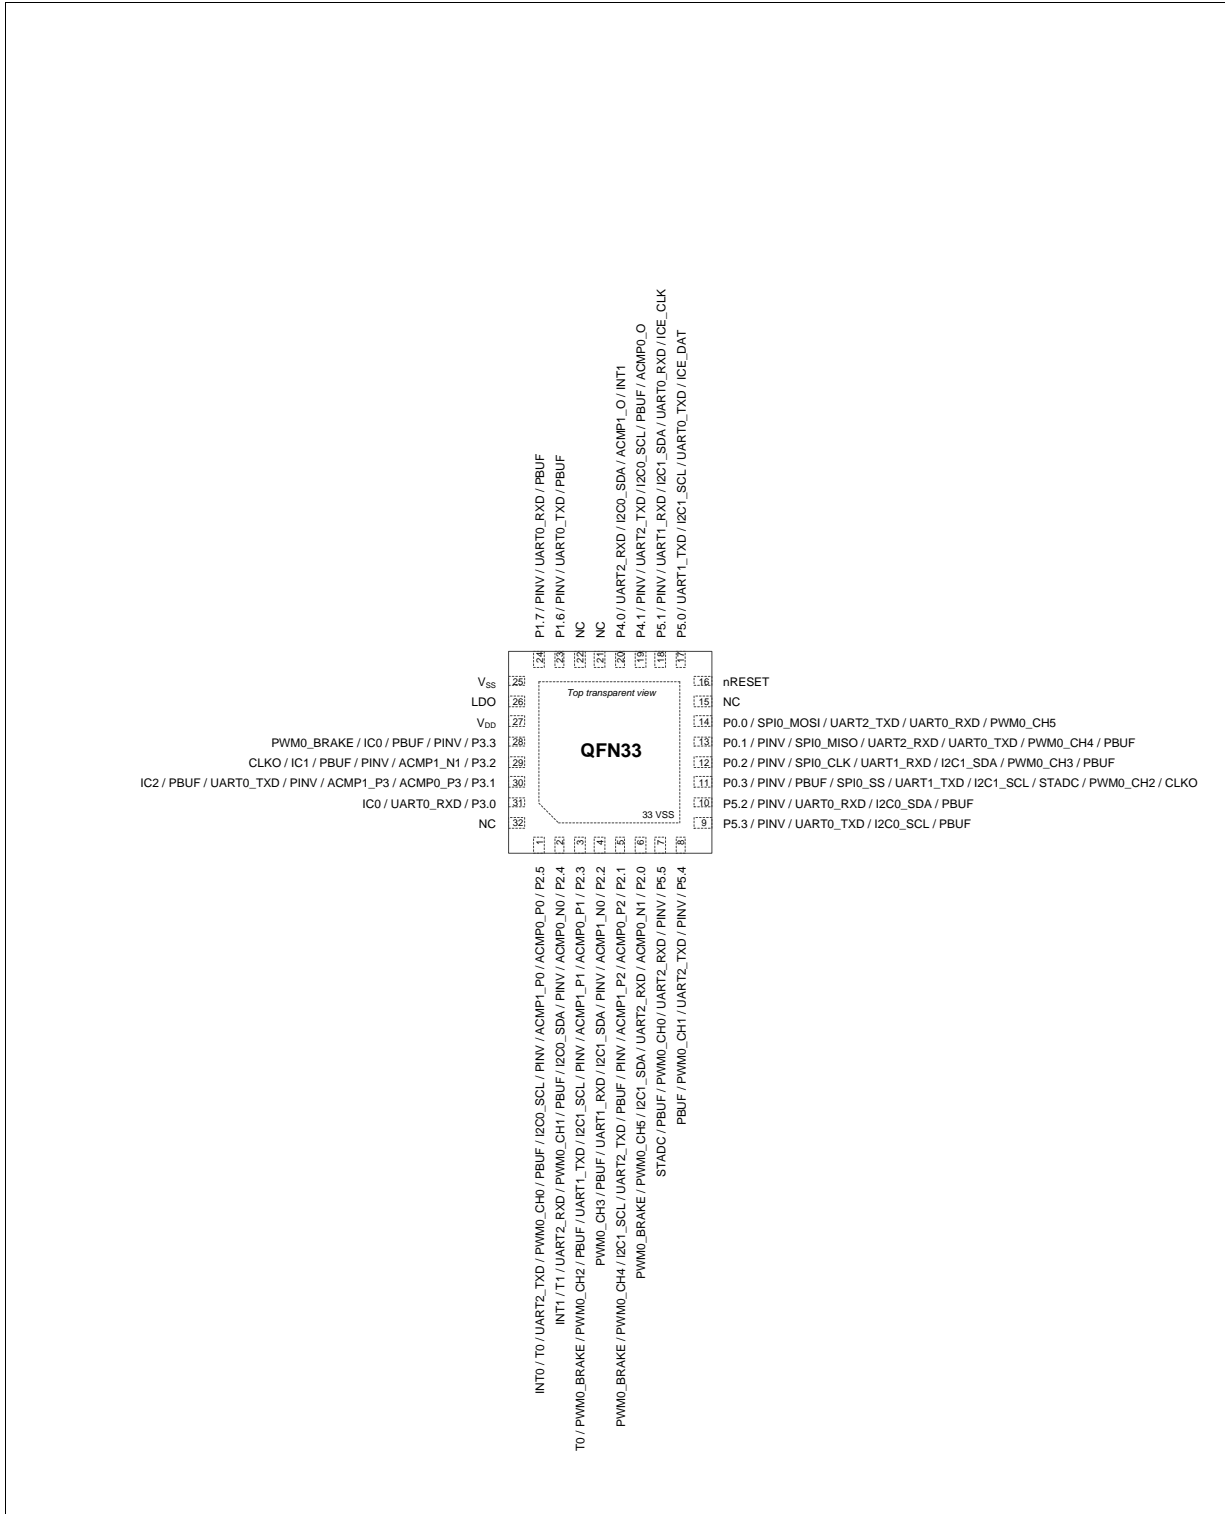 P1.7 / PINV / UART0_RXD / PBUF
P1.6 / PINV / UART0_TXD / PBUF
NC
NC
P4.0 / UART2_RXD / I2C0_SDA / ACMP1_O / INT1
P4.1 / PINV / UART2_TXD / I2C0_SCL / PBUF / ACMP0_O
P5.1 / PINV / UART1_RXD / I2C1_SDA / UART0_RXD / ICE_CLK
P5.0 / UART1_TXD / I2C1_SCL / UART0_TXD / ICE_DAT
24
23
22
21
20
19
18
17
VSS 25
LDO 26
VDD 27
PWM0_BRAKE / IC0 / PBUF / PINV / P3.3 28
CLKO / IC1 / PBUF / PINV / ACMP1_N1 / P3.2 29
IC2 / PBUF / UART0_TXD / PINV / ACMP1_P3 / ACMP0_P3 / P3.1 30
IC0 / UART0_RXD / P3.0 31
NC 32
Top transparent view
QFN33
33 VSS
16 nRESET
15 NC
14 P0.0 / SPI0_MOSI / UART2_TXD / UART0_RXD / PWM0_CH5
13 P0.1 / PINV / SPI0_MISO / UART2_RXD / UART0_TXD / PWM0_CH4 / PBUF
12 P0.2 / PINV / SPI0_CLK / UART1_RXD / I2C1_SDA / PWM0_CH3 / PBUF
11 P0.3 / PINV / PBUF / SPI0_SS / UART1_TXD / I2C1_SCL / STADC / PWM0_CH2 / CLKO
10 P5.2 / PINV / UART0_RXD / I2C0_SDA / PBUF
9 P5.3 / PINV / UART0_TXD / I2C0_SCL / PBUF
1
2
3
4
5
6
7
8
INT0 / T0 / UART2_TXD / PWM0_CH0 / PBUF / I2C0_SCL / PINV / ACMP1_P0 / ACMP0_P0 / P2.5
INT1 / T1 / UART2_RXD / PWM0_CH1 / PBUF / I2C0_SDA / PINV / ACMP0_N0 / P2.4
T0 / PWM0_BRAKE / PWM0_CH2 / PBUF / UART1_TXD / I2C1_SCL / PINV / ACMP1_P1 / ACMP0_P1 / P2.3
PWM0_CH3 / PBUF / UART1_RXD / I2C1_SDA / PINV / ACMP1_N0 / P2.2
PWM0_BRAKE / PWM0_CH4 / I2C1_SCL / UART2_TXD / PBUF / PINV / ACMP1_P2 / ACMP0_P2 / P2.1
PWM0_BRAKE / PWM0_CH5 / I2C1_SDA / UART2_RXD / ACMP0_N1 / P2.0
STADC / PBUF / PWM0_CH0 / UART2_RXD / PINV / P5.5
PBUF / PWM0_CH1 / UART2_TXD / PINV / P5.4